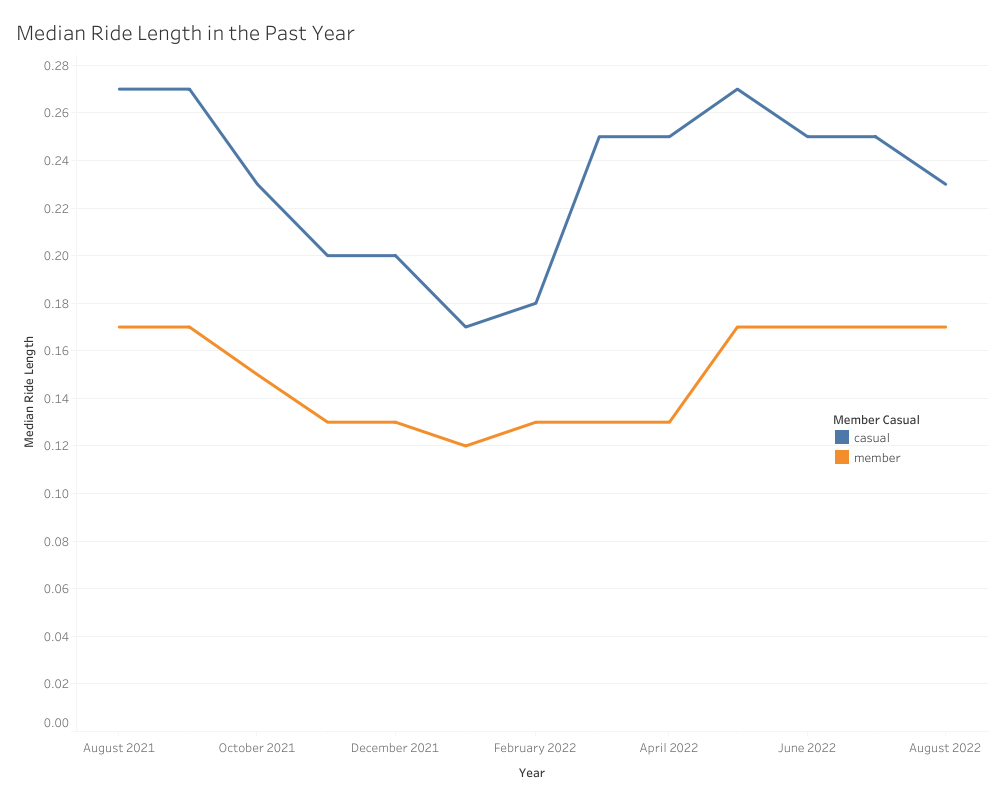 Median Ride Length in the Past Year
0.28
0.26
0.24
0.22
0.20
0.18
0.16
0.14
0.12
0.10
0.08
0.06
0.04
0.02
0.00
Median Ride Length
Member Casual
casual
member
August 2021 October 2021 December 2021 February 2022 April 2022 June 2022 August 2022
Year